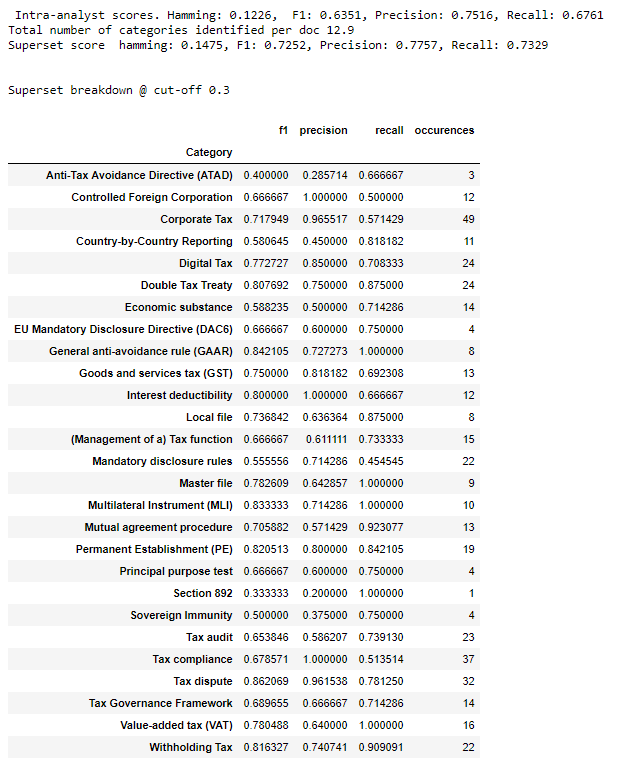 Intra-analyst scores. Hamming: 0.1226,  F1: 0.6351, Precision: 0.7516, Recall: 0.6761
Total number of categories identified per doc 12.9
Superset score  hamming: 0.1475, F1: 0.7252, Precision: 0.7757, Recall: 0.7329
Superset breakdown @ cut-off 0.3
f1 precision recall occurences
Category
Anti-Tax Avoidance Directive (ATAD) 0.400000 0.285714 0.666667 3
Controlled Foreign Corporation 0.666667 1.000000 0.500000 12
Corporate Tax 0.717949 0.965517 0.571429 49
Country-by-Country Reporting 0.580645 0.450000 0.818182 11
Digital Tax 0.772727 0.850000 0.708333 24
Double Tax Treaty 0.807692 0.750000 0.875000 24
Economic substance 0.588235 0.500000 0.714286 14
EU Mandatory Disclosure Directive (DAC6) 0.666667 0.600000 0.750000 4
General anti-avoidance rule (GAAR) 0.842105 0.727273 1.000000 8
Goods and services tax (GST) 0.750000 0.818182 0.692308 13
Interest deductibility 0.800000 1.000000 0.666667 12
Local file 0.736842 0.636364 0.875000 8
(Management of a) Tax function 0.666667 0.611111 0.733333 15
Mandatory disclosure rules 0.555556 0.714286 0.454545 22
Master file 0.782609 0.642857 1.000000 9
Multilateral Instrument (MLI) 0.833333 0.714286 1.000000 10
Mutual agreement procedure 0.705882 0.571429 0.923077 13
Permanent Establishment (PE) 0.820513 0.800000 0.842105 19
Principal purpose test 0.666667 0.600000 0.750000 4
Section 892 0.333333 0.200000 1.000000 1
Sovereign Immunity 0.500000 0.375000 0.750000 4
Tax audit 0.653846 0.586207 0.739130 23
Tax compliance 0.678571 1.000000 0.513514 37
Tax dispute 0.862069 0.961538 0.781250 32
Tax Governance Framework 0.689655 0.666667 0.714286 14
Value-added tax (VAT) 0.780488 0.640000 1.000000 16
Withholding Tax 0.816327 0.740741 0.909091 22